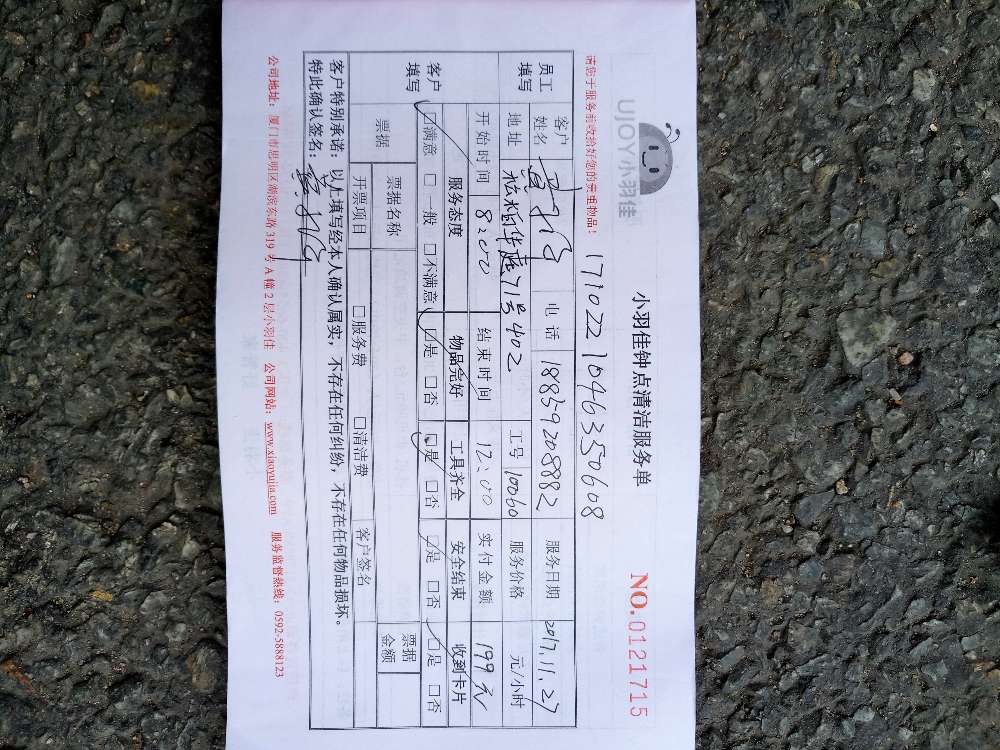 UJOY小羽佳
小羽佳钟点清洁服务单
NO.0121715
请您于服务前收拾好您的贵重物品!
1710221046350608
员工填写
客户姓名 电话 18859208882 服务日期 2017.11.27
地址 7号402 工号 10060 服务价格 元/小时
开始时间 8:00 结束时间 12:00 实付金额 199元
客户填写
服务态度 物品完好 工具齐全 安全结束 收到卡片
☑满意 □一般 □不满意 ☑是 □否 ☑是 □否 ☑是 □否 ☑是 □否
票据 票据名称 票据金额
开票项目 □服务费 □清洁费 客户签名
客户特别承诺:以上填写经本人确认属实,不存在任何纠纷,不存在任何物品损坏。
特此确认签名:
公司地址:厦门市思明区湖滨东路319号A幢2层小羽佳 公司网站:www.xiaoyujia.com 服务监督热线:0592-5888123